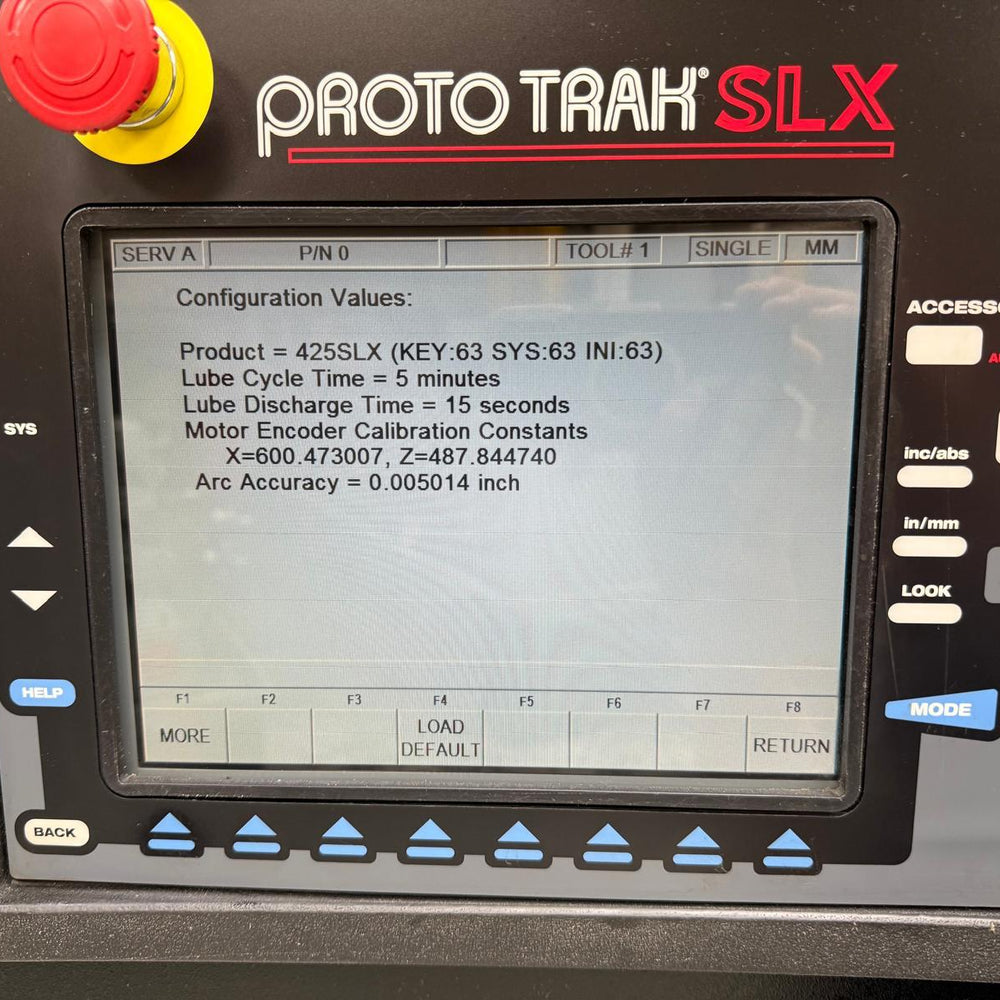 PROTO TRAK® SLX
SERV A P/N 0 TOOL# 1 SINGLE MM
Configuration Values:
Product = 425SLX (KEY:63 SYS:63 INI:63)
Lube Cycle Time = 5 minutes
Lube Discharge Time = 15 seconds
Motor Encoder Calibration Constants
X=600.473007, Z=487.844740
Arc Accuracy = 0.005014 inch
F1 F2 F3 F4 F5 F6 F7 F8
MORE LOAD DEFAULT RETURN
SYS
HELP
BACK
inc/abs
in/mm
LOOK
MODE